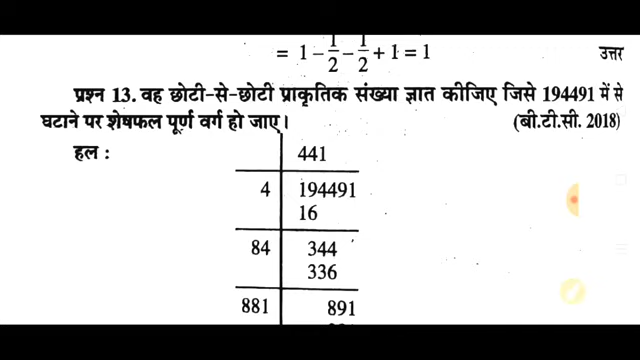 = 1 - 1/2 - 1/2 + 1 = 1 उत्तर
प्रश्न 13. वह छोटी-से-छोटी प्राकृतिक संख्या ज्ञात कीजिए जिसे 194491 में से
घटाने पर शेषफल पूर्ण वर्ग हो जाए। (बी.टी.सी. 2018)
हल :
441
4 194491
16
84 344
336
881 891